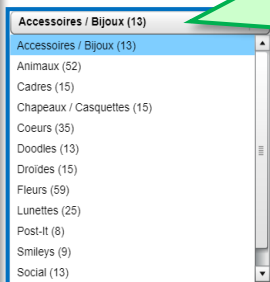 Accessoires / Bijoux (13)
Accessoires / Bijoux (13)
Animaux (52)
Cadres (15)
Chapeaux / Casquettes (15)
Coeurs (35)
Doodles (13)
Droïdes (15)
Fleurs (59)
Lunettes (25)
Post-It (8)
Smileys (9)
Social (13)